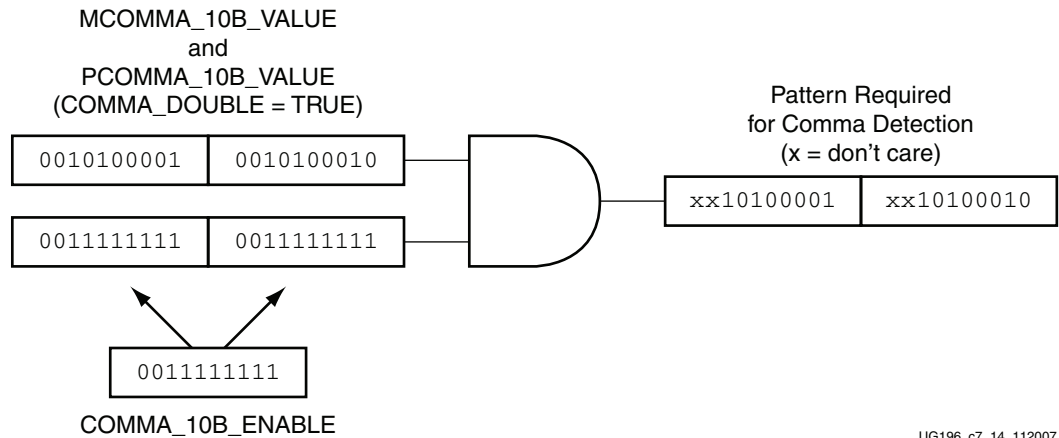 MCOMMA_10B_VALUE
and
PCOMMA_10B_VALUE
(COMMA_DOUBLE = TRUE)
0010100001 0010100010
0011111111 0011111111
0011111111
COMMA_10B_ENABLE
Pattern Required
for Comma Detection
(x = don't care)
xx10100001 xx10100010
UG196_c7_14_112007